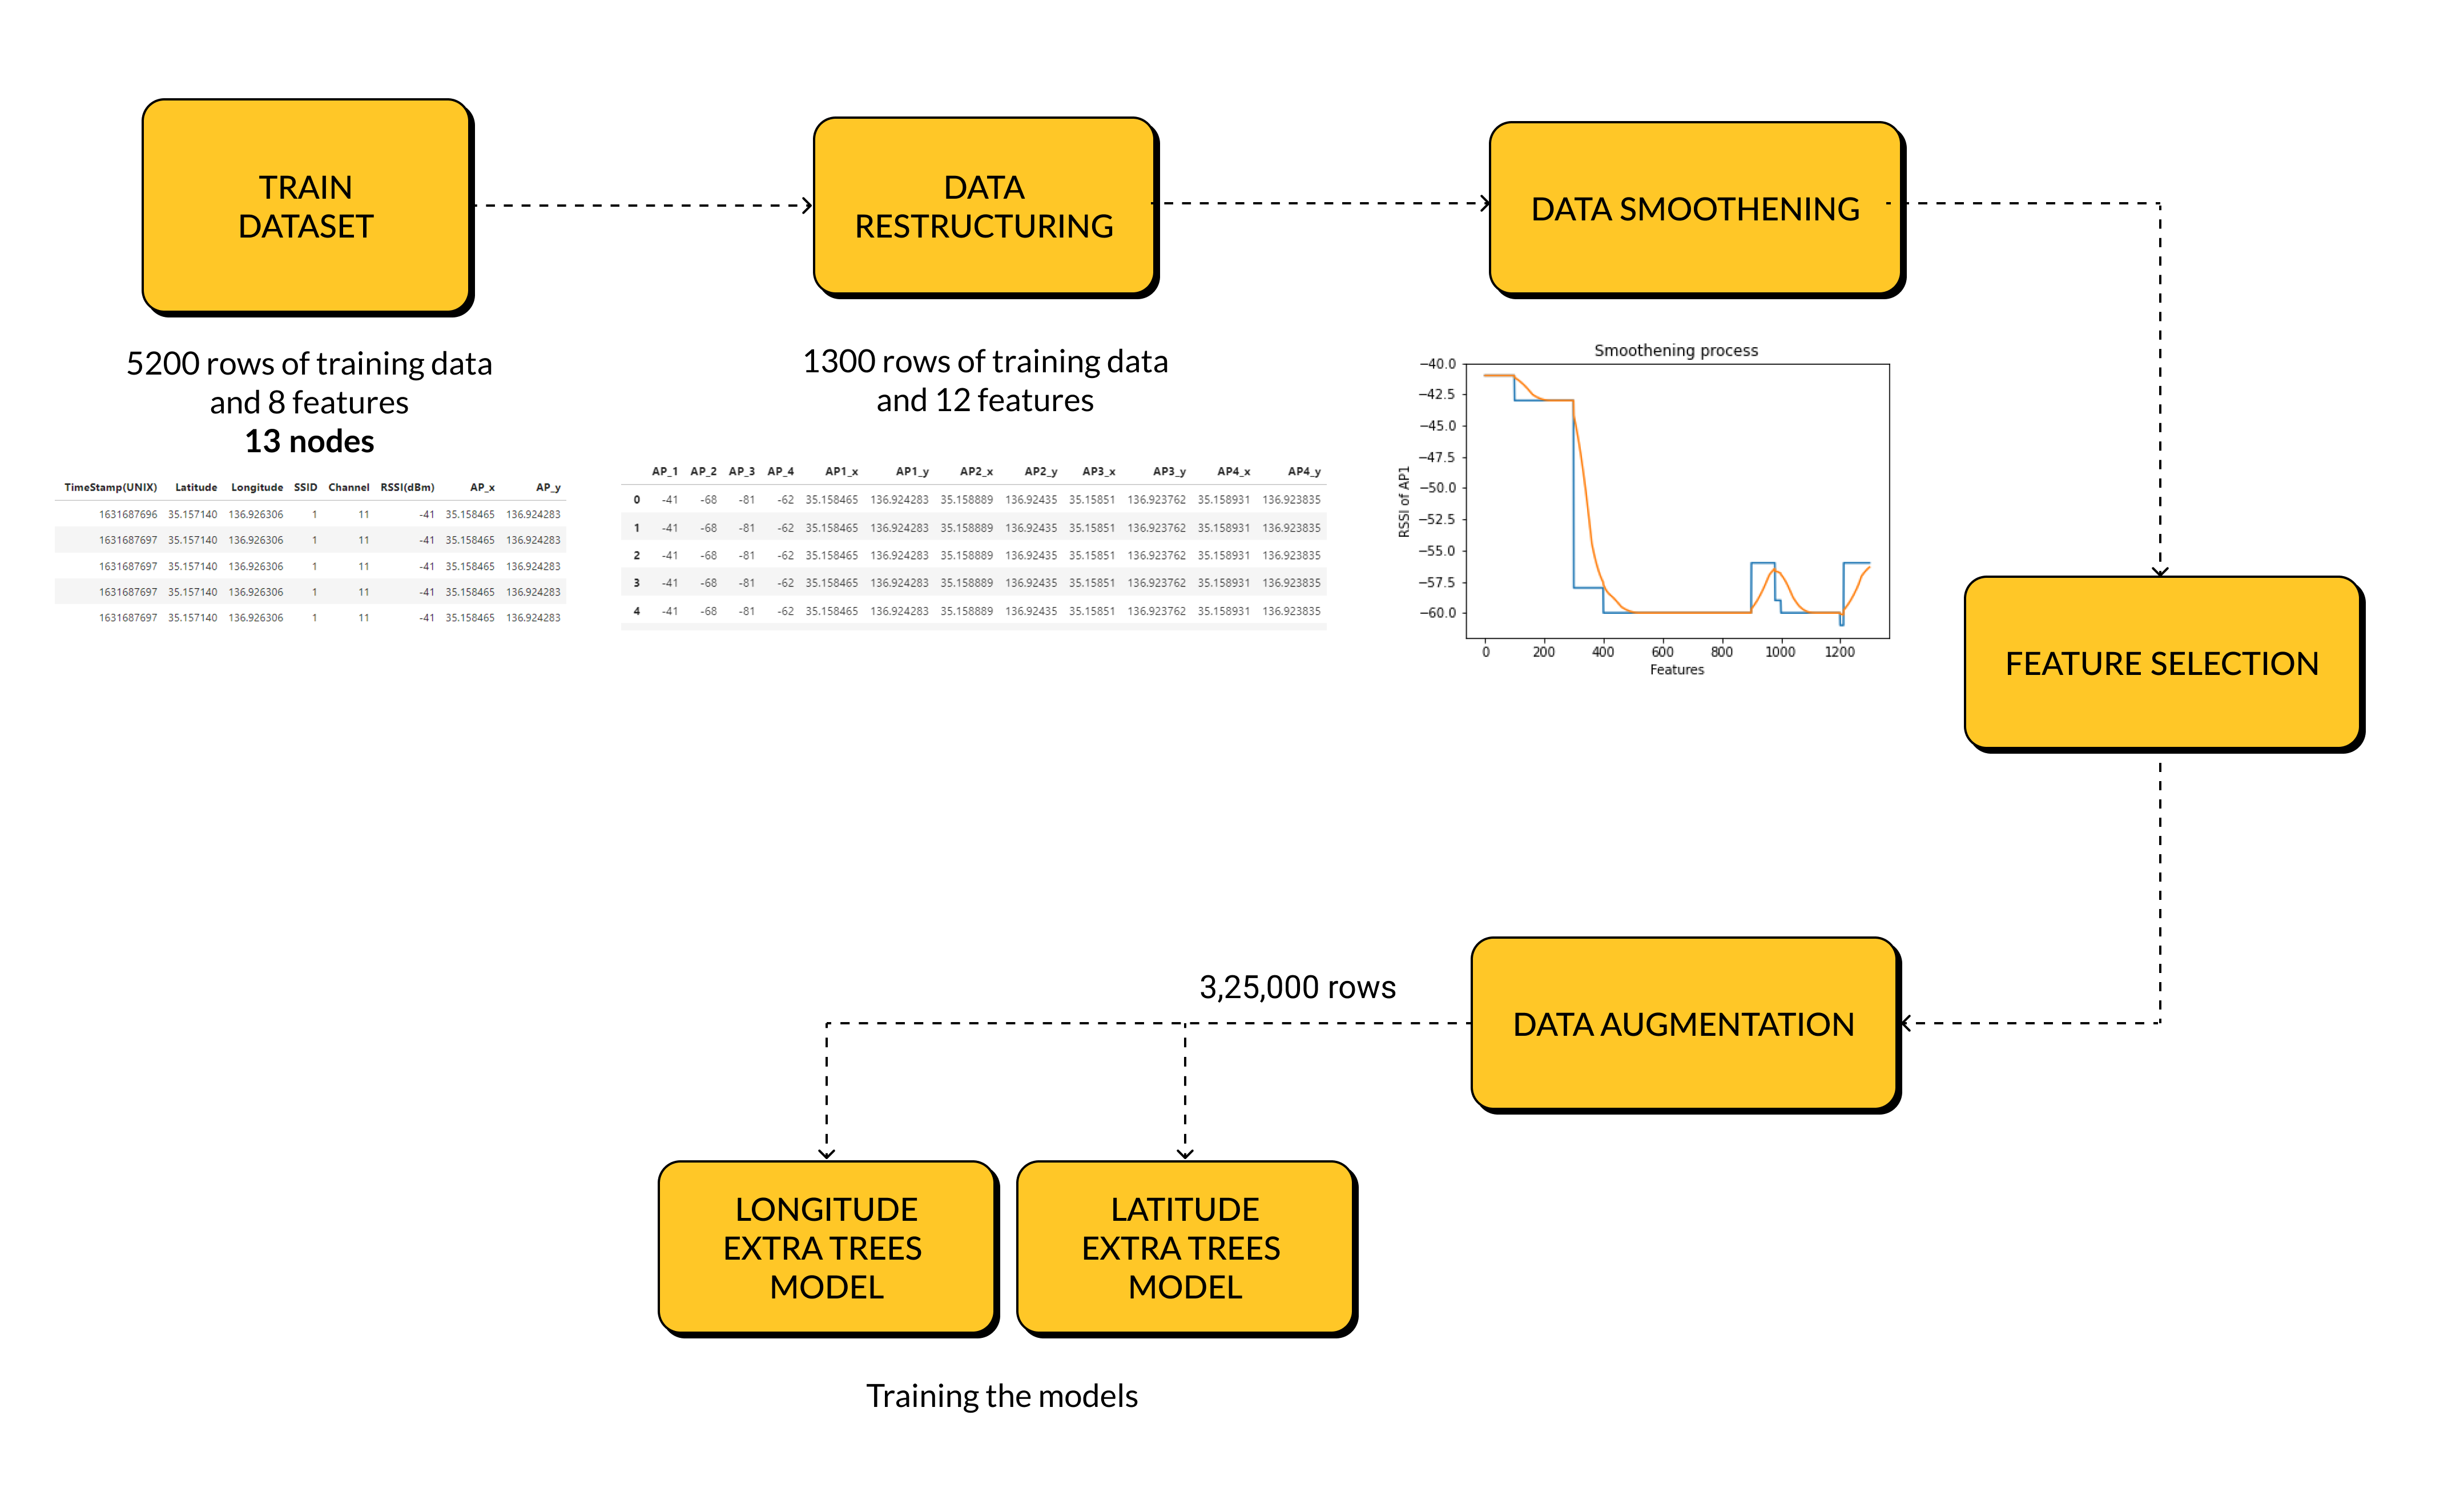 TRAIN
DATASET
DATA
RESTRUCTURING
DATA SMOOTHENING
5200 rows of training data
and 8 features
13 nodes
TimeStamp(UNIX) Latitude Longitude SSID Channel RSSI(dBm) AP_x AP_y
1631687696 35.157140 136.926306 1 11 -41 35.158465 136.924283
1631687697 35.157140 136.926306 1 11 -41 35.158465 136.924283
1631687697 35.157140 136.926306 1 11 -41 35.158465 136.924283
1631687697 35.157140 136.926306 1 11 -41 35.158465 136.924283
1631687697 35.157140 136.926306 1 11 -41 35.158465 136.924283
1300 rows of training data
and 12 features
AP_1 AP_2 AP_3 AP_4 AP1_x AP1_y AP2_x AP2_y AP3_x AP3_y AP4_x AP4_y
0 -41 -68 -81 -62 35.158465 136.924283 35.158889 136.92435 35.15851 136.923762 35.158931 136.923835
1 -41 -68 -81 -62 35.158465 136.924283 35.158889 136.92435 35.15851 136.923762 35.158931 136.923835
2 -41 -68 -81 -62 35.158465 136.924283 35.158889 136.92435 35.15851 136.923762 35.158931 136.923835
3 -41 -68 -81 -62 35.158465 136.924283 35.158889 136.92435 35.15851 136.923762 35.158931 136.923835
4 -41 -68 -81 -62 35.158465 136.924283 35.158889 136.92435 35.15851 136.923762 35.158931 136.923835
Smoothening process
−40.0
−42.5
−45.0
−47.5
−50.0
−52.5
−55.0
−57.5
−60.0
RSSI of AP1
0 200 400 600 800 1000 1200
Features
FEATURE SELECTION
DATA AUGMENTATION
3,25,000 rows
LONGITUDE
EXTRA TREES
MODEL
LATITUDE
EXTRA TREES
MODEL
Training the models